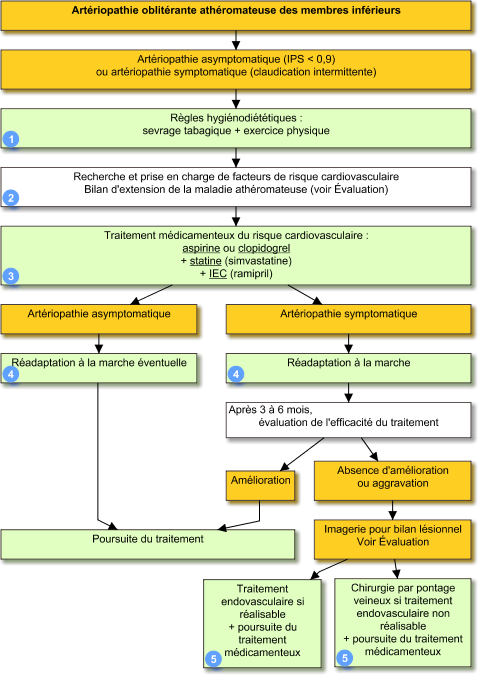 Artériopathie oblitérante athéromateuse des membres inférieurs
Artériopathie asymptomatique (IPS < 0,9)
ou artériopathie symptomatique (claudication intermittente)
Règles hygiénodiététiques :
sevrage tabagique + exercice physique
1
Recherche et prise en charge de facteurs de risque cardiovasculaire
Bilan d'extension de la maladie athéromateuse (voir Évaluation)
2
Traitement médicamenteux du risque cardiovasculaire :
aspirine ou clopidogrel
+ statine (simvastatine)
+ IEC (ramipril)
3
Artériopathie asymptomatique
Artériopathie symptomatique
Réadaptation à la marche éventuelle
4
Réadaptation à la marche
4
Après 3 à 6 mois,
évaluation de l'efficacité du traitement
Amélioration
Absence d'amélioration
ou aggravation
Poursuite du traitement
Imagerie pour bilan lésionnel
Voir Évaluation
Traitement
endovasculaire si
réalisable
+ poursuite du
traitement
médicamenteux
5
Chirurgie par pontage
veineux si traitement
endovasculaire non
réalisable
+ poursuite du traitement
médicamenteux
5